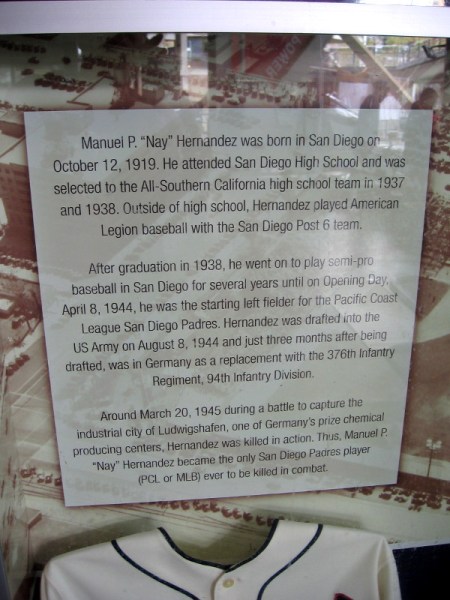 Manuel P. "Nay" Hernandez was born in San Diego on
October 12, 1919. He attended San Diego High School and was
selected to the All-Southern California high school team in 1937
and 1938. Outside of high school, Hernandez played American
Legion baseball with the San Diego Post 6 team.
After graduation in 1938, he went on to play semi-pro
baseball in San Diego for several years until on Opening Day,
April 8, 1944, he was the starting left fielder for the Pacific Coast
League San Diego Padres. Hernandez was drafted into the
US Army on August 8, 1944 and just three months after being
drafted, was in Germany as a replacement with the 376th Infantry
Regiment, 94th Infantry Division.
Around March 20, 1945 during a battle to capture the
industrial city of Ludwigshafen, one of Germany's prize chemical
producing centers, Hernandez was killed in action. Thus, Manuel P.
"Nay" Hernandez became the only San Diego Padres player
(PCL or MLB) ever to be killed in combat.